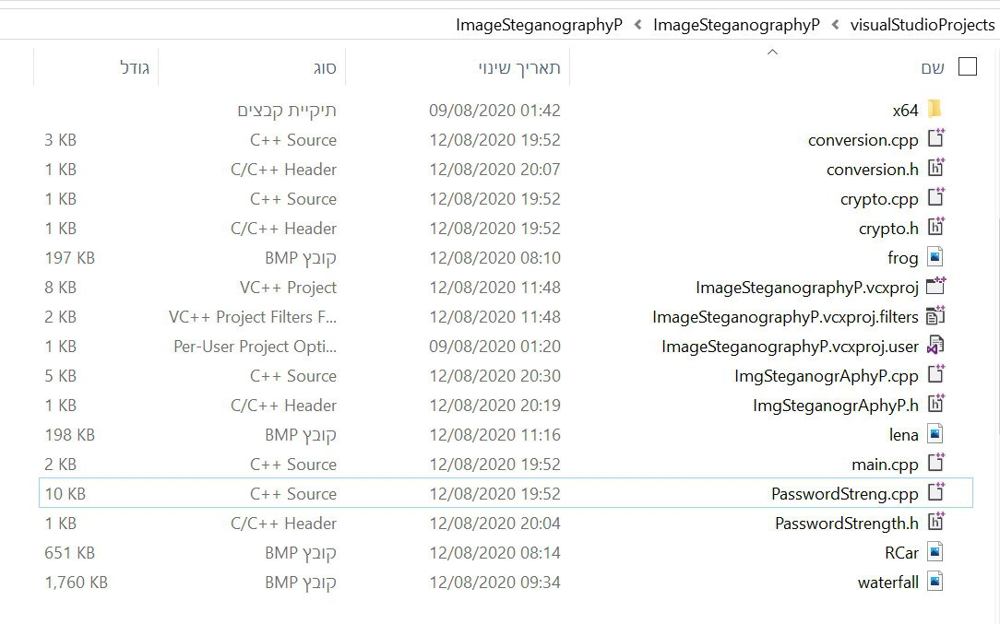 visualStudioProjects › ImageSteganographyP › ImageSteganographyP
שם תאריך שינוי סוג גודל
x64 09/08/2020 01:42 תיקיית קבצים
conversion.cpp 12/08/2020 19:52 C++ Source 3 KB
conversion.h 12/08/2020 20:07 C/C++ Header 1 KB
crypto.cpp 12/08/2020 19:52 C++ Source 1 KB
crypto.h 12/08/2020 19:52 C/C++ Header 1 KB
frog 12/08/2020 08:10 קובץ BMP 197 KB
ImageSteganographyP.vcxproj 12/08/2020 11:48 VC++ Project 8 KB
ImageSteganographyP.vcxproj.filters 12/08/2020 11:48 VC++ Project Filters F... 2 KB
ImageSteganographyP.vcxproj.user 09/08/2020 01:20 Per-User Project Opti... 1 KB
ImgSteganogrAphyP.cpp 12/08/2020 20:30 C++ Source 5 KB
ImgSteganogrAphyP.h 12/08/2020 20:19 C/C++ Header 1 KB
lena 12/08/2020 11:16 קובץ BMP 198 KB
main.cpp 12/08/2020 19:52 C++ Source 2 KB
PasswordStreng.cpp 12/08/2020 19:52 C++ Source 10 KB
PasswordStrength.h 12/08/2020 20:04 C/C++ Header 1 KB
RCar 12/08/2020 08:14 קובץ BMP 651 KB
waterfall 12/08/2020 09:34 קובץ BMP 1,760 KB